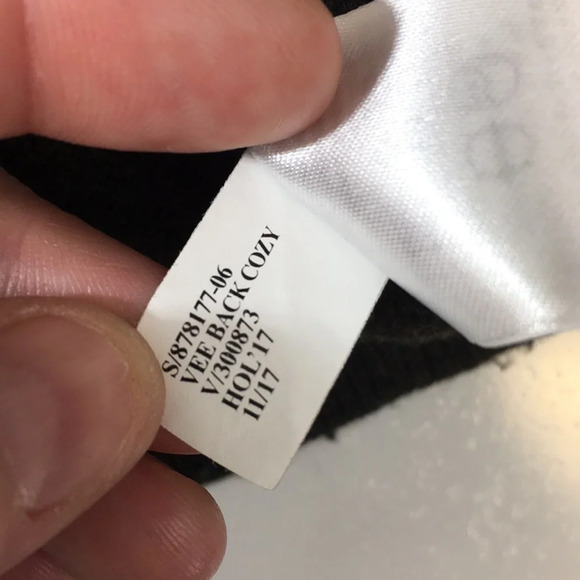 S/878177-06
VEE BACK COZY
V/300873
HOL'17
11/17